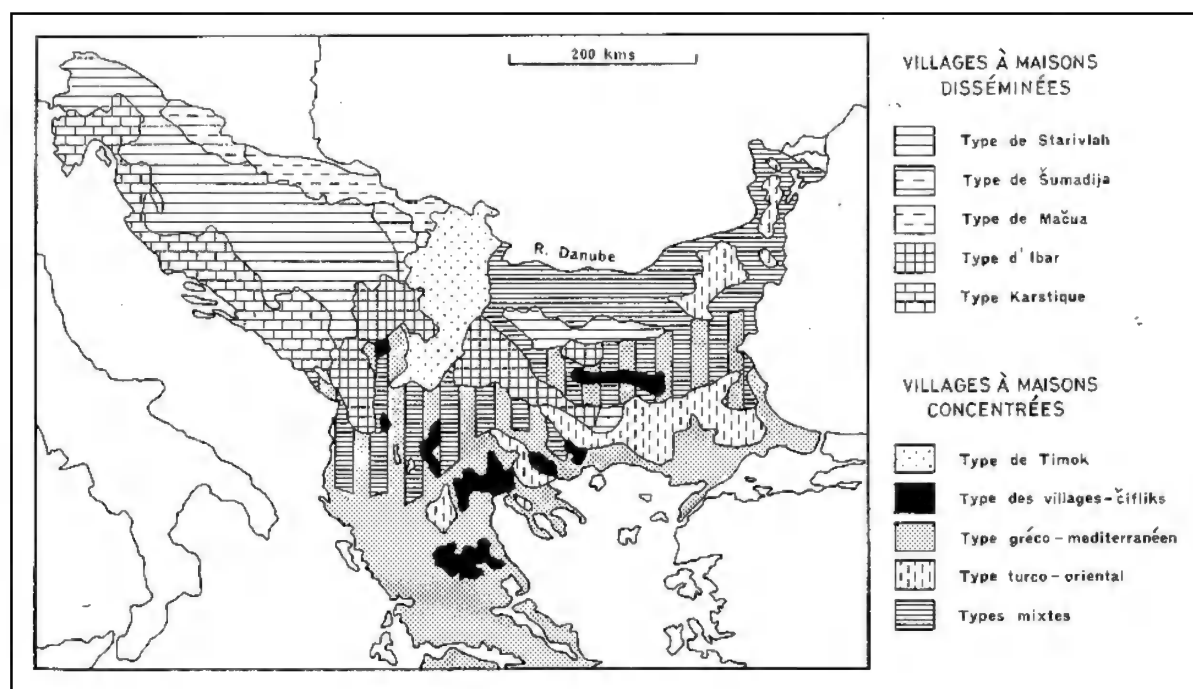 200 kms
R. Danube
VILLAGES À MAISONS
DISSÉMINÉES
Type de Starivlah
Type de Šumadija
Type de Mačua
Type d'Ibar
Type Karstique
VILLAGES À MAISONS
CONCENTRÉES
Type de Timok
Type des villages-čifliks
Type gréco-mediterranéen
Type turco-oriental
Types mixtes